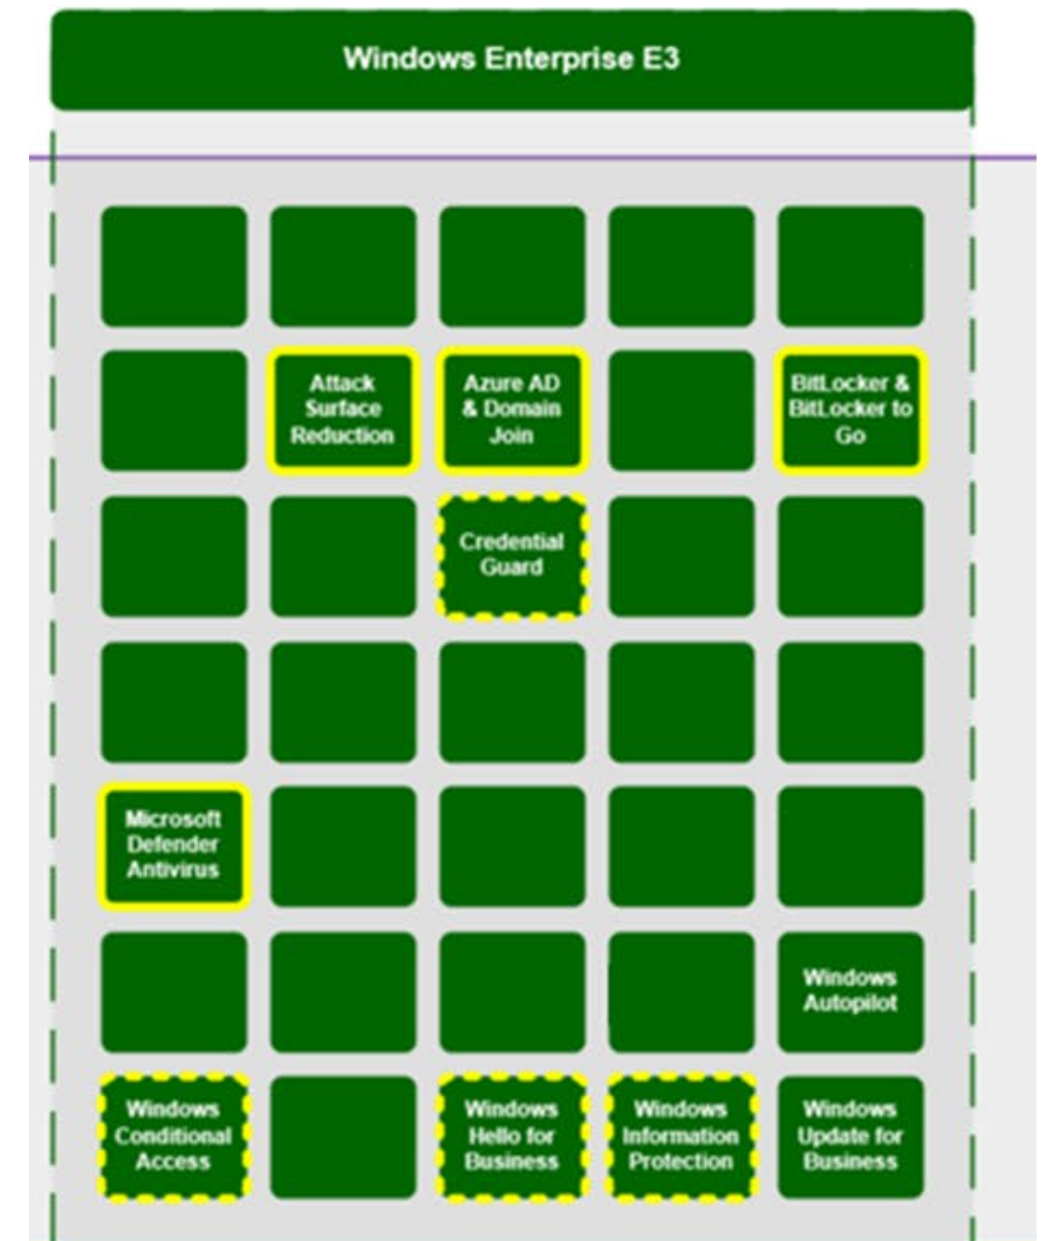 Windows Enterprise E3
Attack
Surface
Reduction
Azure AD
& Domain
Join
BitLocker &
BitLocker to
Go
Credential
Guard
Microsoft
Defender
Antivirus
Windows
Autopilot
Windows
Conditional
Access
Windows
Hello for
Business
Windows
Information
Protection
Windows
Update for
Business